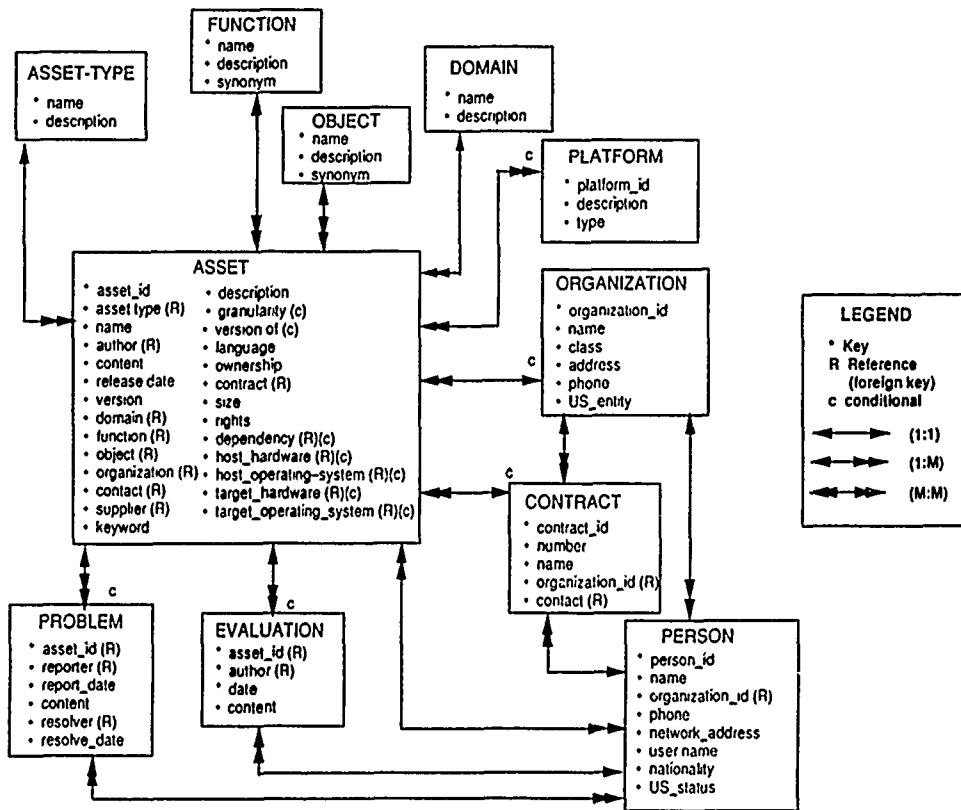 FUNCTION
* name
• description
• synonym
ASSET-TYPE
* name
• description
OBJECT
* name
• description
• synonym
DOMAIN
* name
• description
c
PLATFORM
* platform_id
• description
• type
ASSET
* asset_id
• asset type (R)
• name
• author (R)
• content
• release date
• version
• domain (R)
• function (R)
• object (R)
• organization (R)
• contact (R)
• supplier (R)
• keyword
• description
• granularity (c)
• version of (c)
• language
• ownership
• contract (R)
• size
• rights
• dependency (R)(c)
• host_hardware (R)(c)
• host_operating-system (R)(c)
• target_hardware (R)(c)
• target_operating_system (R)(c)
c
ORGANIZATION
* organization_id
• name
• class
• address
• phone
• US_entity
LEGEND
* Key
R Reference
(foreign key)
c conditional
(1:1)
(1:M)
(M:M)
c
CONTRACT
* contract_id
• number
• name
• organization_id (R)
• contact (R)
c
PROBLEM
* asset_id (R)
• reporter (R)
• report_date
• content
• resolver (R)
• resolve_date
c
EVALUATION
* asset_id (R)
* author (R)
• date
• content
PERSON
* person_id
• name
• organization_id (R)
• phone
• network_address
• user name
• nationality
• US_status